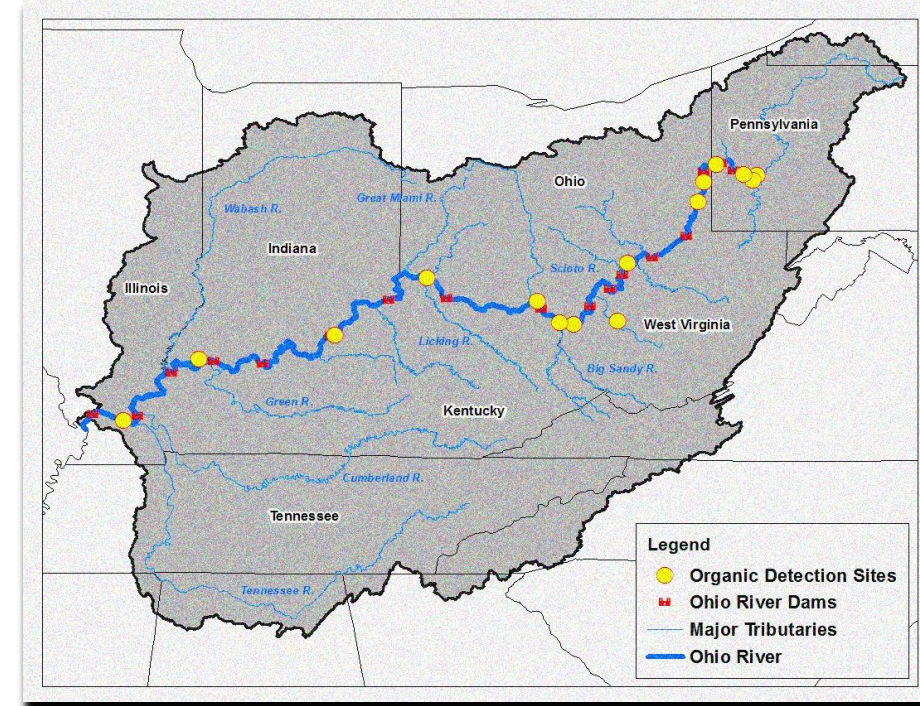 Pennsylvania
Ohio
Great Miami R.
Wabash R.
Indiana
Scioto R.
Illinois
West Virginia
Licking R.
Big Sandy R.
Green R.
Kentucky
Cumberland R.
Tennessee
Tennessee R.
Legend
Organic Detection Sites
Ohio River Dams
Major Tributaries
Ohio River